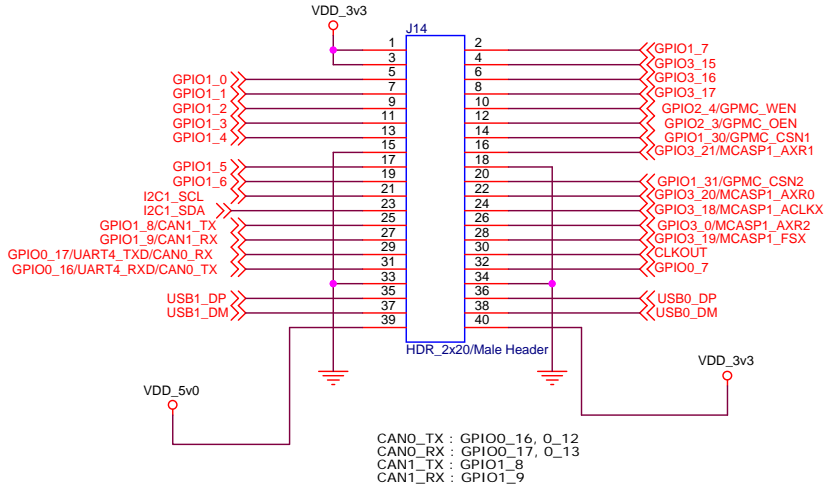 VDD_3v3
J14
1 2 GPIO1_7
3 4 GPIO3_15
GPIO1_0 5 6 GPIO3_16
GPIO1_1 7 8 GPIO3_17
GPIO1_2 9 10 GPIO2_4/GPMC_WEN
GPIO1_3 11 12 GPIO2_3/GPMC_OEN
GPIO1_4 13 14 GPIO1_30/GPMC_CSN1
15 16 GPIO3_21/MCASP1_AXR1
GPIO1_5 17 18
GPIO1_6 19 20 GPIO1_31/GPMC_CSN2
I2C1_SCL 21 22 GPIO3_20/MCASP1_AXR0
I2C1_SDA 23 24 GPIO3_18/MCASP1_ACLKX
GPIO1_8/CAN1_TX 25 26 GPIO3_0/MCASP1_AXR2
GPIO1_9/CAN1_RX 27 28 GPIO3_19/MCASP1_FSX
GPIO0_17/UART4_TXD/CAN0_RX 29 30 CLKOUT
GPIO0_16/UART4_RXD/CAN0_TX 31 32 GPIO0_7
33 34
USB1_DP 35 36 USB0_DP
USB1_DM 37 38 USB0_DM
39 40
HDR_2x20/Male Header
VDD_3v3
VDD_5v0
CAN0_TX : GPIO0_16, 0_12
CAN0_RX : GPIO0_17, 0_13
CAN1_TX : GPIO1_8
CAN1_RX : GPIO1_9